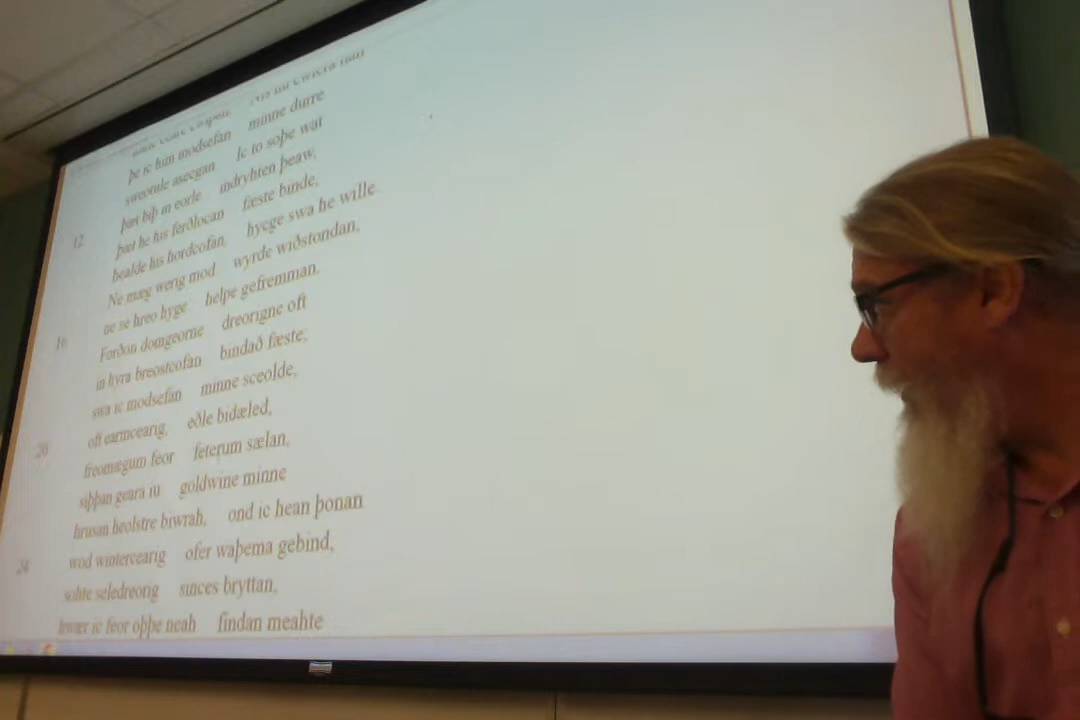 þe ic him modsefan minne durre
sweotule asecgan Ic to soþe wat
þæt biþ in eorle indryhten þeaw,
12 þæt he his ferðlocan fæste binde,
healde his hordcofan, hycge swa he wille
Ne mæg werig mod wyrde wiðstondan,
ne se hreo hyge helpe gefremman.
16 Forðon domgeorne dreorigne oft
in hyra breostcofan bindað fæste;
swa ic modsefan minne sceolde,
oft earmcearig, eðle bidæled,
20 freomægum feor feterum sælan,
siþþan geara iu goldwine minne
hrusan heolstre biwrah, ond ic hean þonan
wod wintercearig ofer waþema gebind,
24 sohte seledreorig sinces bryttan,
hwær ic feor oþþe neah findan meahte